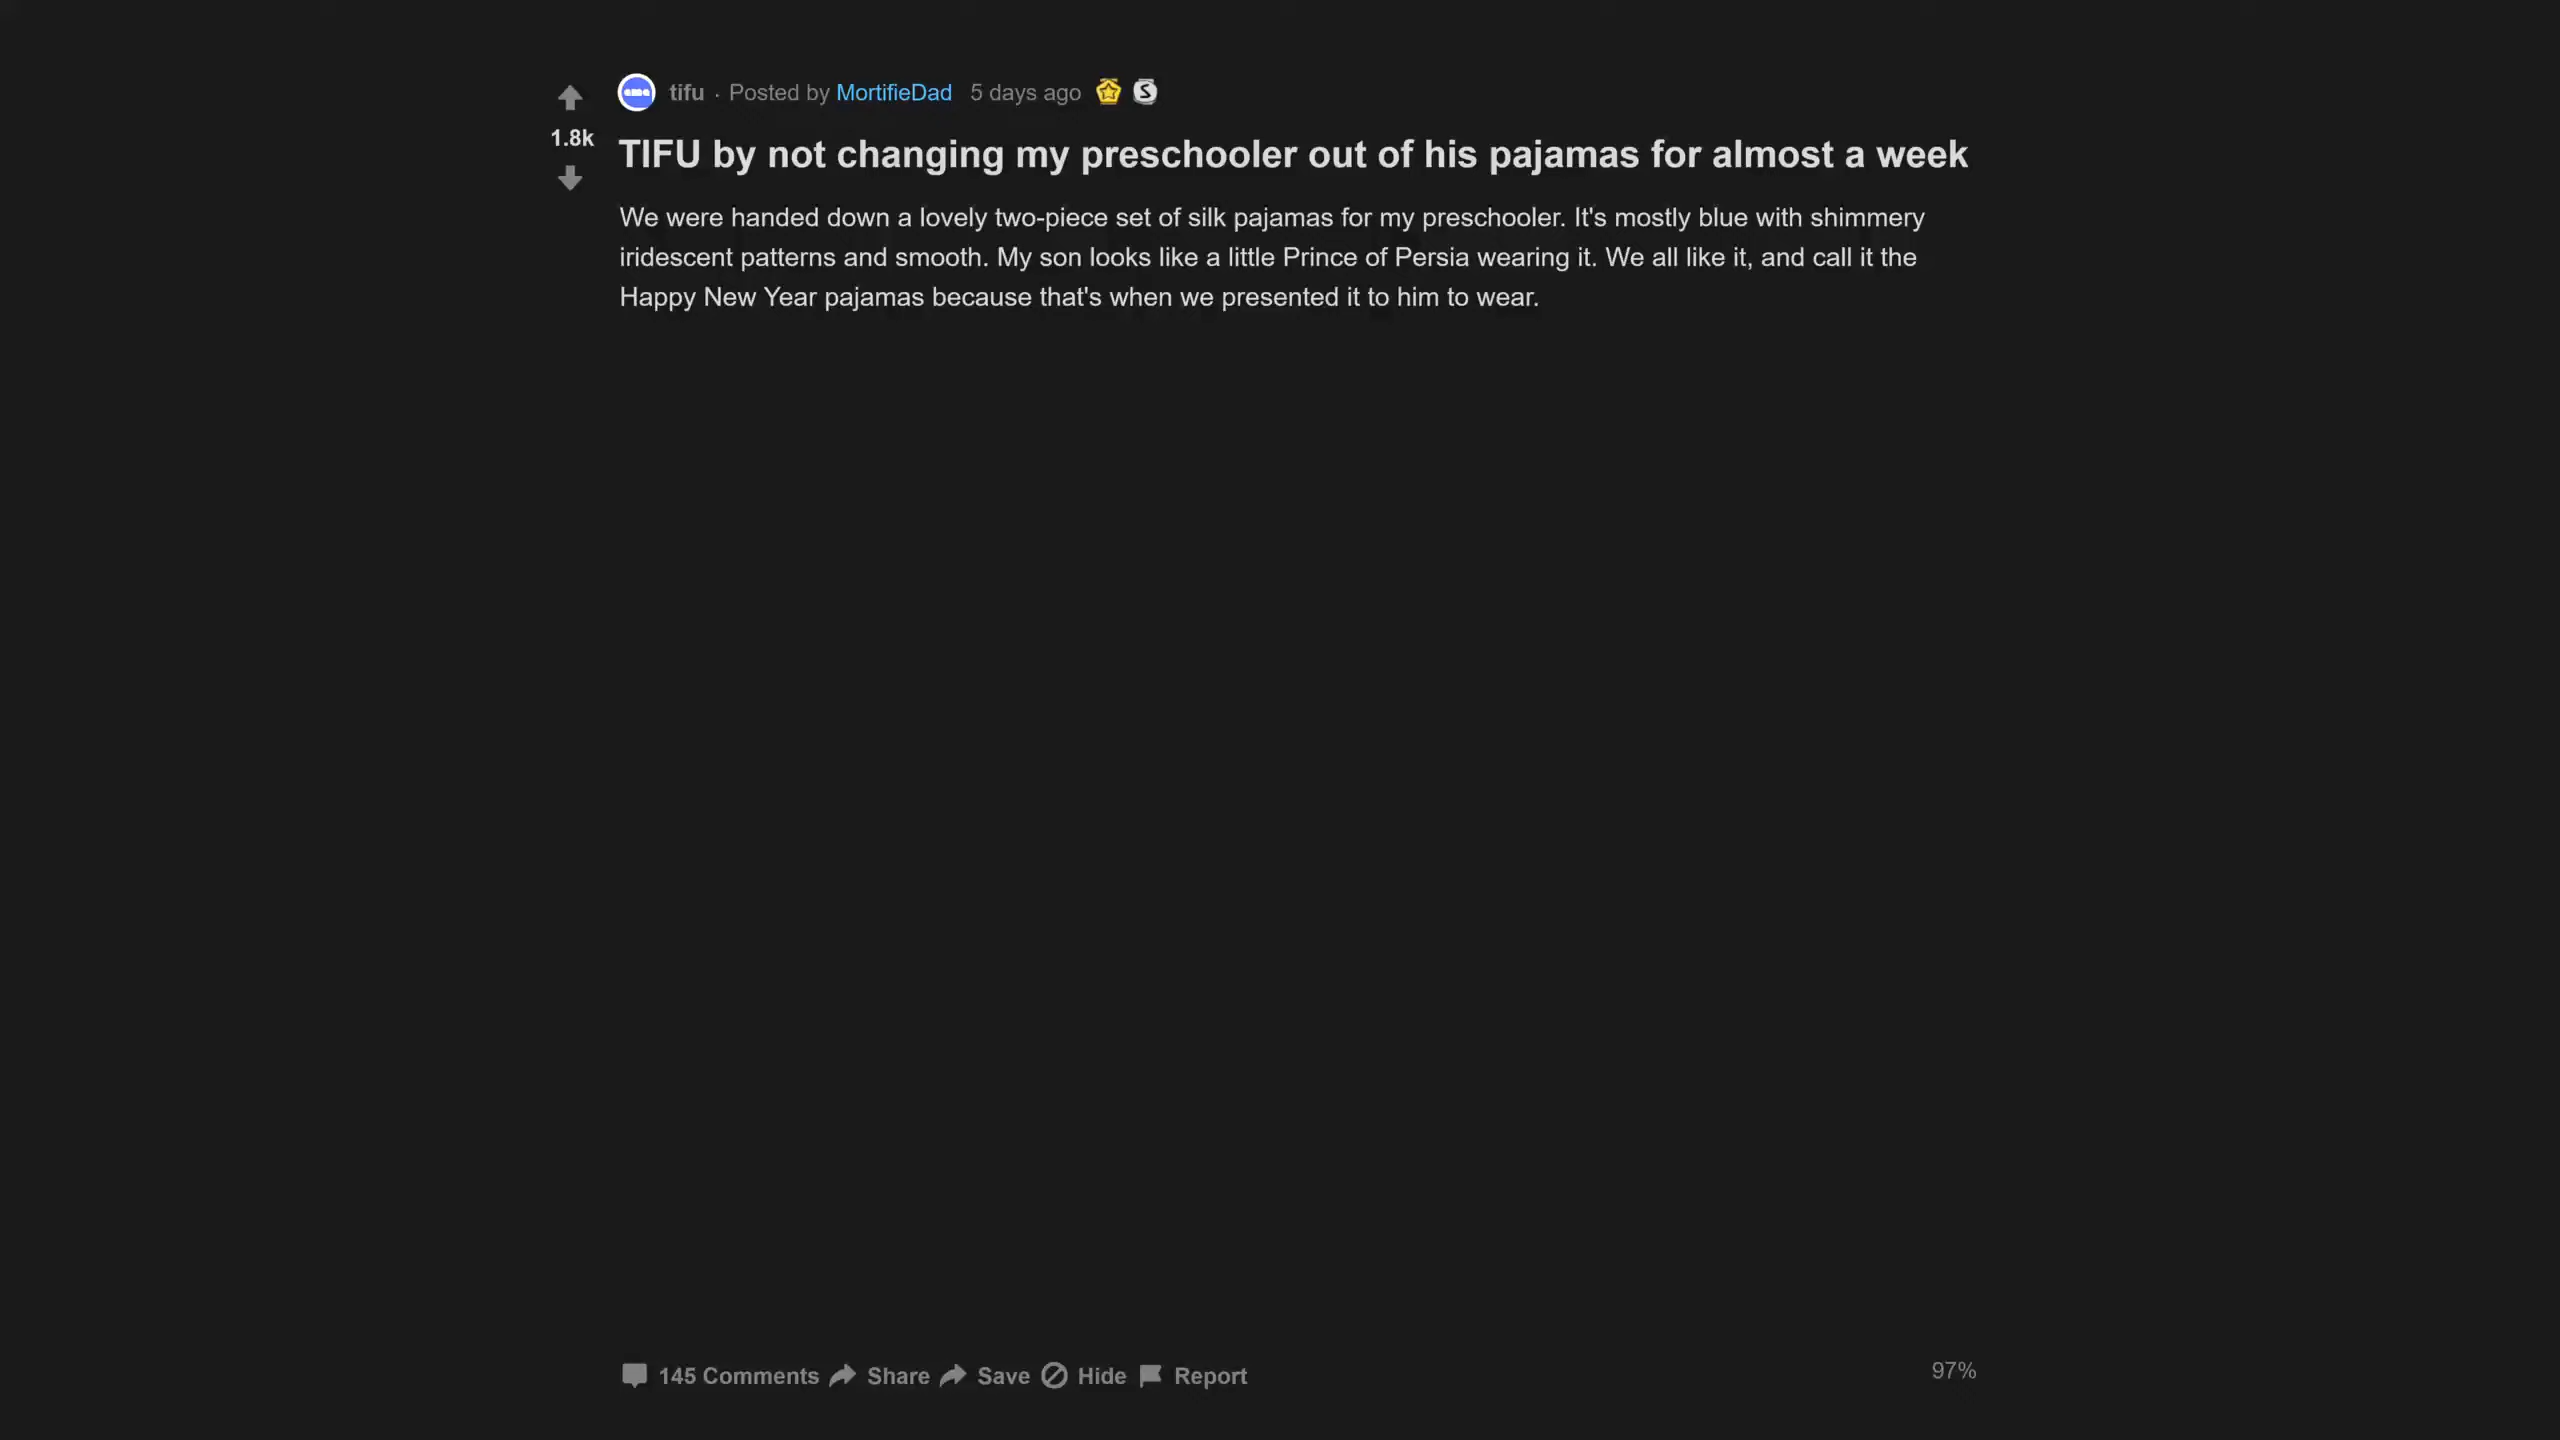 tifu · Posted by MortifieDad 5 days ago
1.8k
TIFU by not changing my preschooler out of his pajamas for almost a week
We were handed down a lovely two-piece set of silk pajamas for my preschooler. It's mostly blue with shimmery
iridescent patterns and smooth. My son looks like a little Prince of Persia wearing it. We all like it, and call it the
Happy New Year pajamas because that's when we presented it to him to wear.
145 Comments Share Save Hide Report
97%